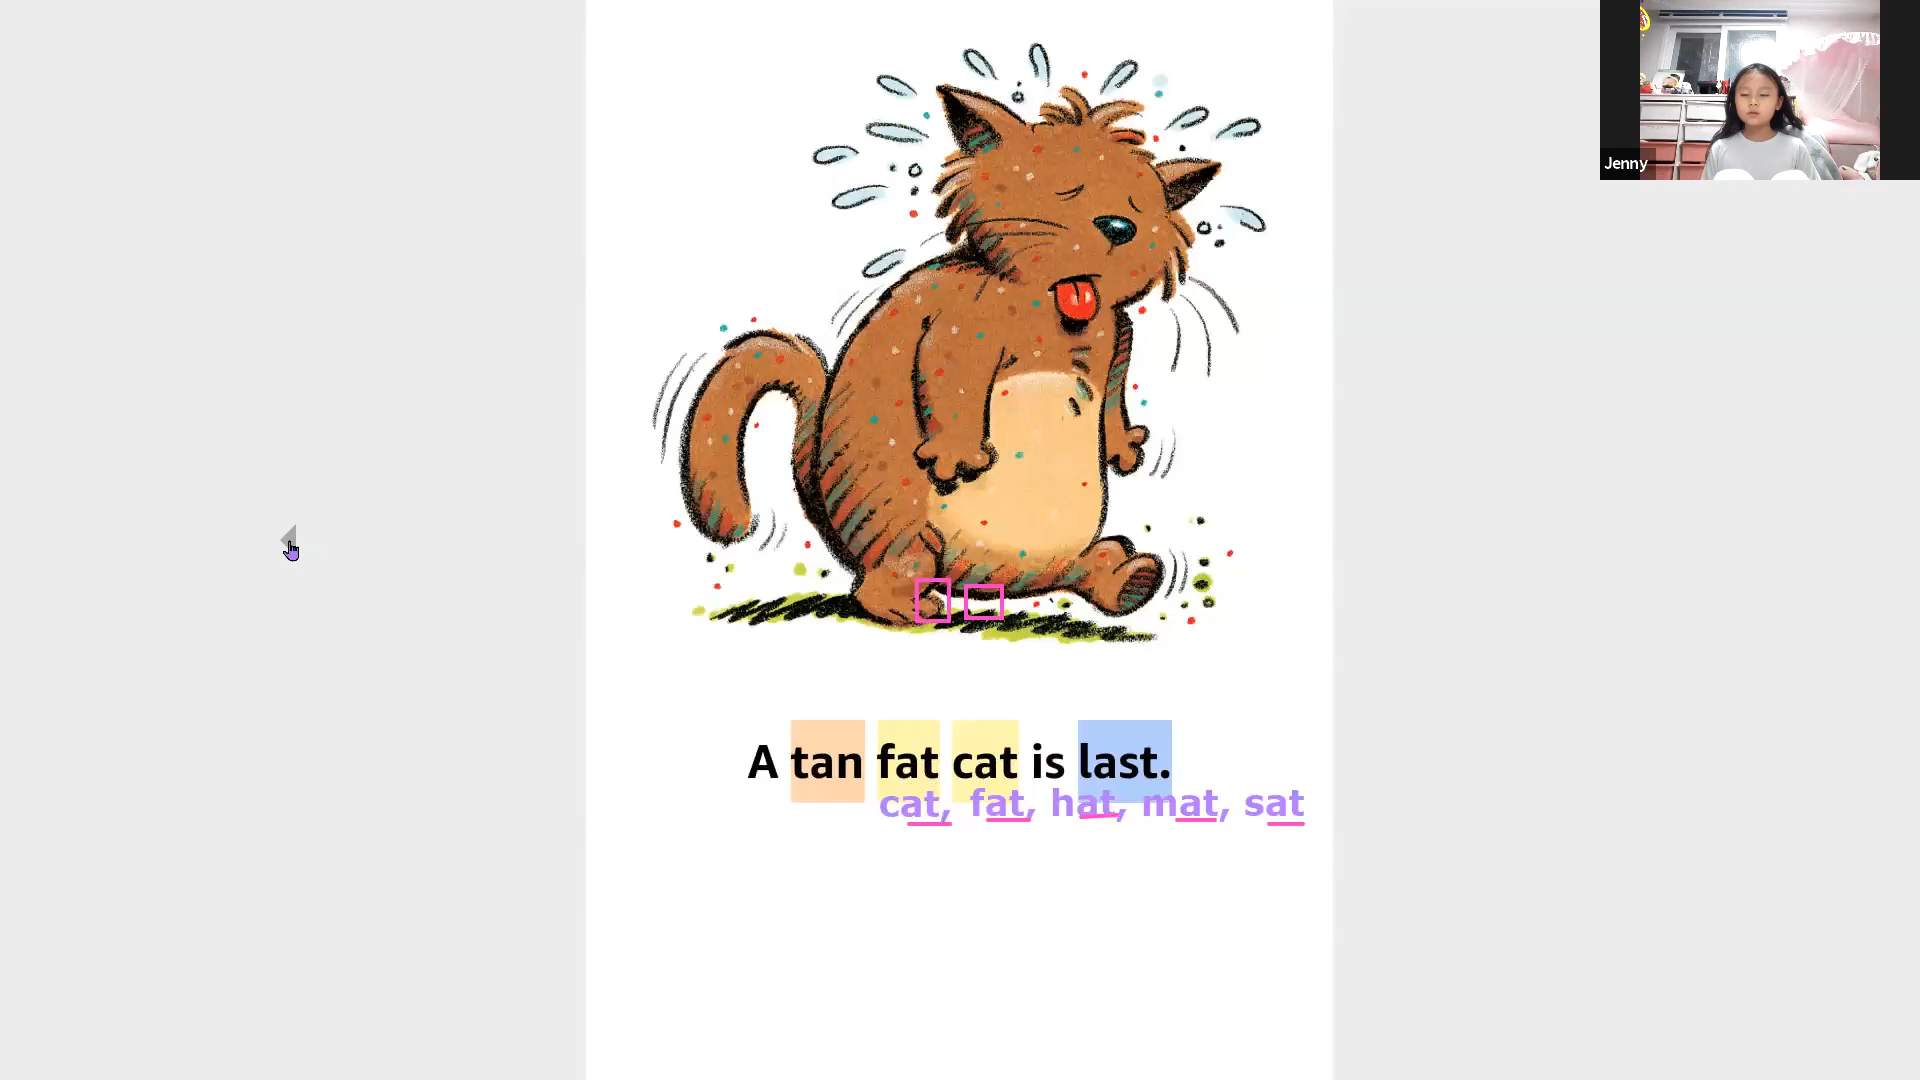 Jenny
A tan fat cat is last.
cat, fat, hat, mat, sat